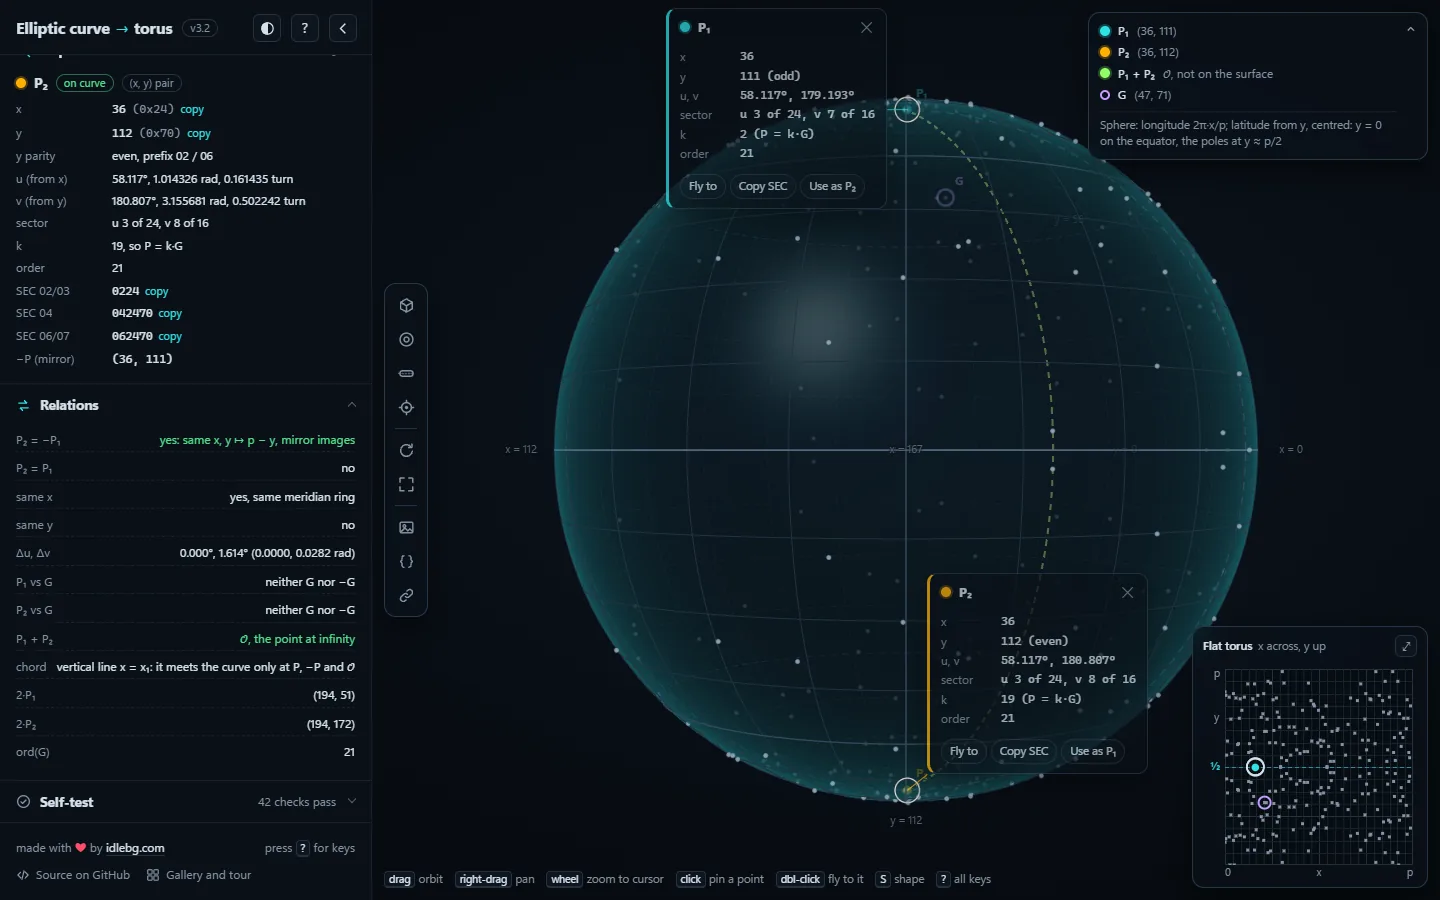 Elliptic curve → torus v3.2 ?
P₂ on curve (x, y) pair
x 36 (0x24) copy
y 112 (0x70) copy
y parity even, prefix 02 / 06
u (from x) 58.117°, 1.014326 rad, 0.161435 turn
v (from y) 180.807°, 3.155681 rad, 0.502242 turn
sector u 3 of 24, v 8 of 16
k 19, so P = k·G
order 21
SEC 02/03 0224 copy
SEC 04 042470 copy
SEC 06/07 062470 copy
−P (mirror) (36, 111)
Relations
P₂ = −P₁ yes: same x, y ↦ p − y, mirror images
P₂ = P₁ no
same x yes, same meridian ring
same y no
Δu, Δv 0.000°, 1.614° (0.0000, 0.0282 rad)
P₁ vs G neither G nor −G
P₂ vs G neither G nor −G
P₁ + P₂ 𝒪, the point at infinity
chord vertical line x = x₁: it meets the curve only at P, −P and 𝒪
2·P₁ (194, 51)
2·P₂ (194, 172)
ord(G) 21
Self-test 42 checks pass
made with ❤ by idlebg.com press ? for keys
Source on GitHub Gallery and tour
P₁
x 36
y 111 (odd)
u, v 58.117°, 179.193°
sector u 3 of 24, v 7 of 16
k 2 (P = k·G)
order 21
Fly to Copy SEC Use as P₂
P₁
G
x = 112
x = 167
x = 0
P₂
x 36
y 112 (even)
u, v 58.117°, 180.807°
sector u 3 of 24, v 8 of 16
k 19 (P = k·G)
order 21
Fly to Copy SEC Use as P₁
y = 112
P₁ (36, 111)
P₂ (36, 112)
P₁ + P₂ 𝒪, not on the surface
G (47, 71)
Sphere: longitude 2π·x/p; latitude from y, centred: y = 0
on the equator, the poles at y ≈ p/2
Flat torus x across, y up
p
y
½
0 x p
drag orbit right-drag pan wheel zoom to cursor click pin a point dbl-click fly to it S shape ? all keys